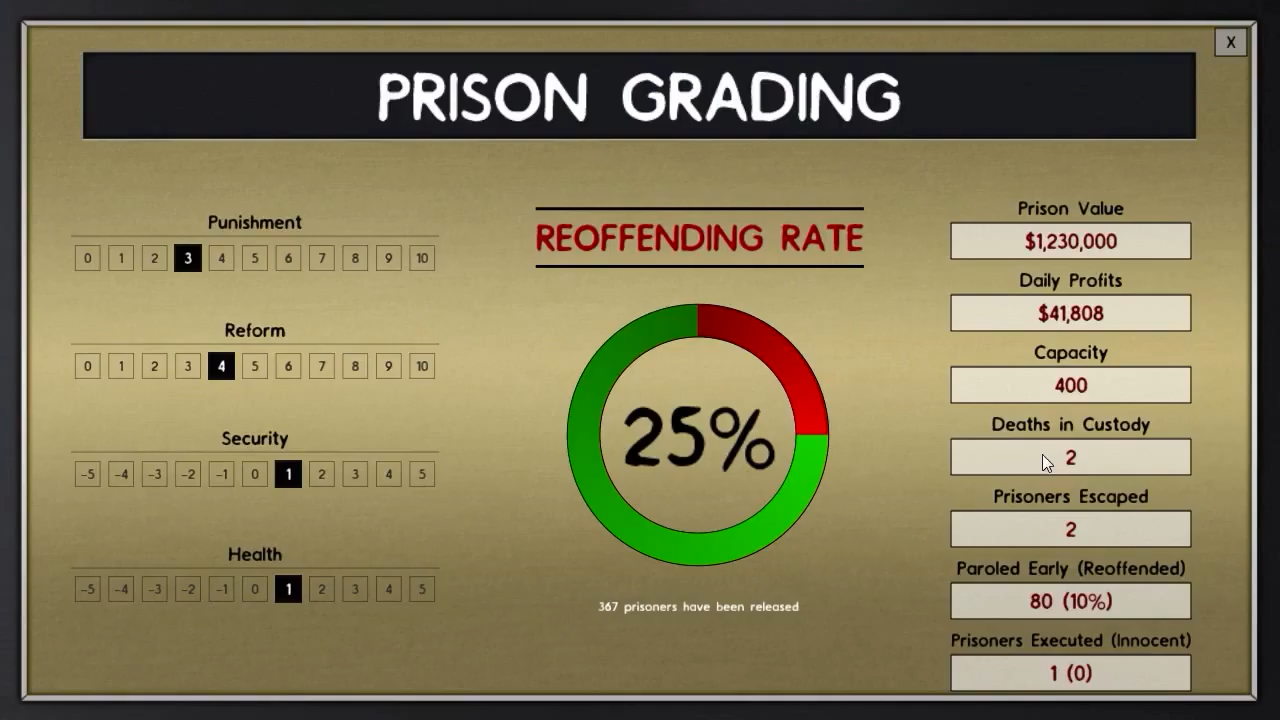 X
PRISON GRADING
Punishment
0 1 2 3 4 5 6 7 8 9 10
Reform
0 1 2 3 4 5 6 7 8 9 10
Security
-5 -4 -3 -2 -1 0 1 2 3 4 5
Health
-5 -4 -3 -2 -1 0 1 2 3 4 5
REOFFENDING RATE
25%
367 prisoners have been released
Prison Value
$1,230,000
Daily Profits
$41,808
Capacity
400
Deaths in Custody
2
Prisoners Escaped
2
Paroled Early (Reoffended)
80 (10%)
Prisoners Executed (Innocent)
1 (0)